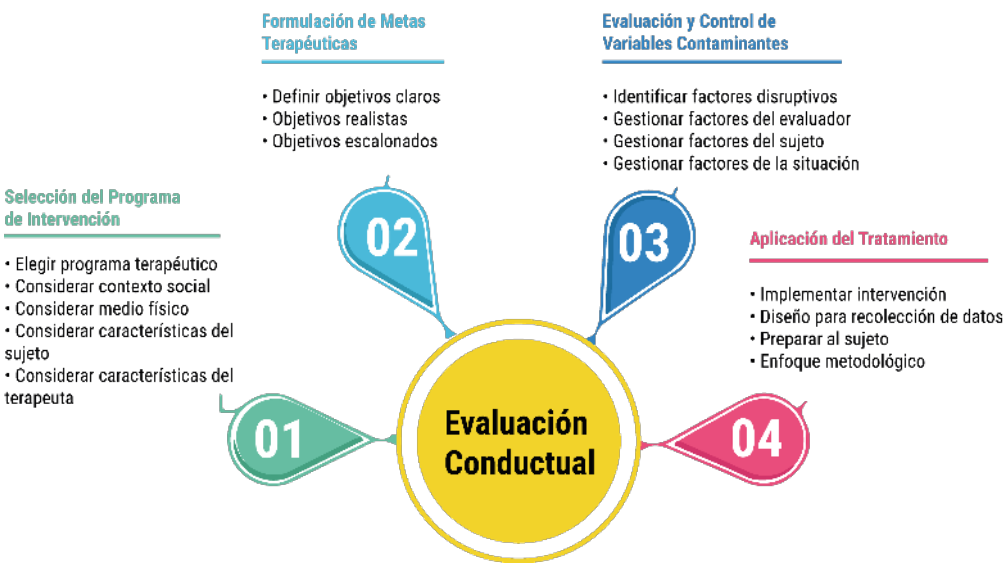 Selección del Programa
de Intervención
• Elegir programa terapéutico
• Considerar contexto social
• Considerar medio físico
• Considerar características del
sujeto
• Considerar características del
terapeuta
01
Formulación de Metas
Terapéuticas
• Definir objetivos claros
• Objetivos realistas
• Objetivos escalonados
02
Evaluación y Control de
Variables Contaminantes
• Identificar factores disruptivos
• Gestionar factores del evaluador
• Gestionar factores del sujeto
• Gestionar factores de la situación
03
Aplicación del Tratamiento
• Implementar intervención
• Diseño para recolección de datos
• Preparar al sujeto
• Enfoque metodológico
04
Evaluación
Conductual